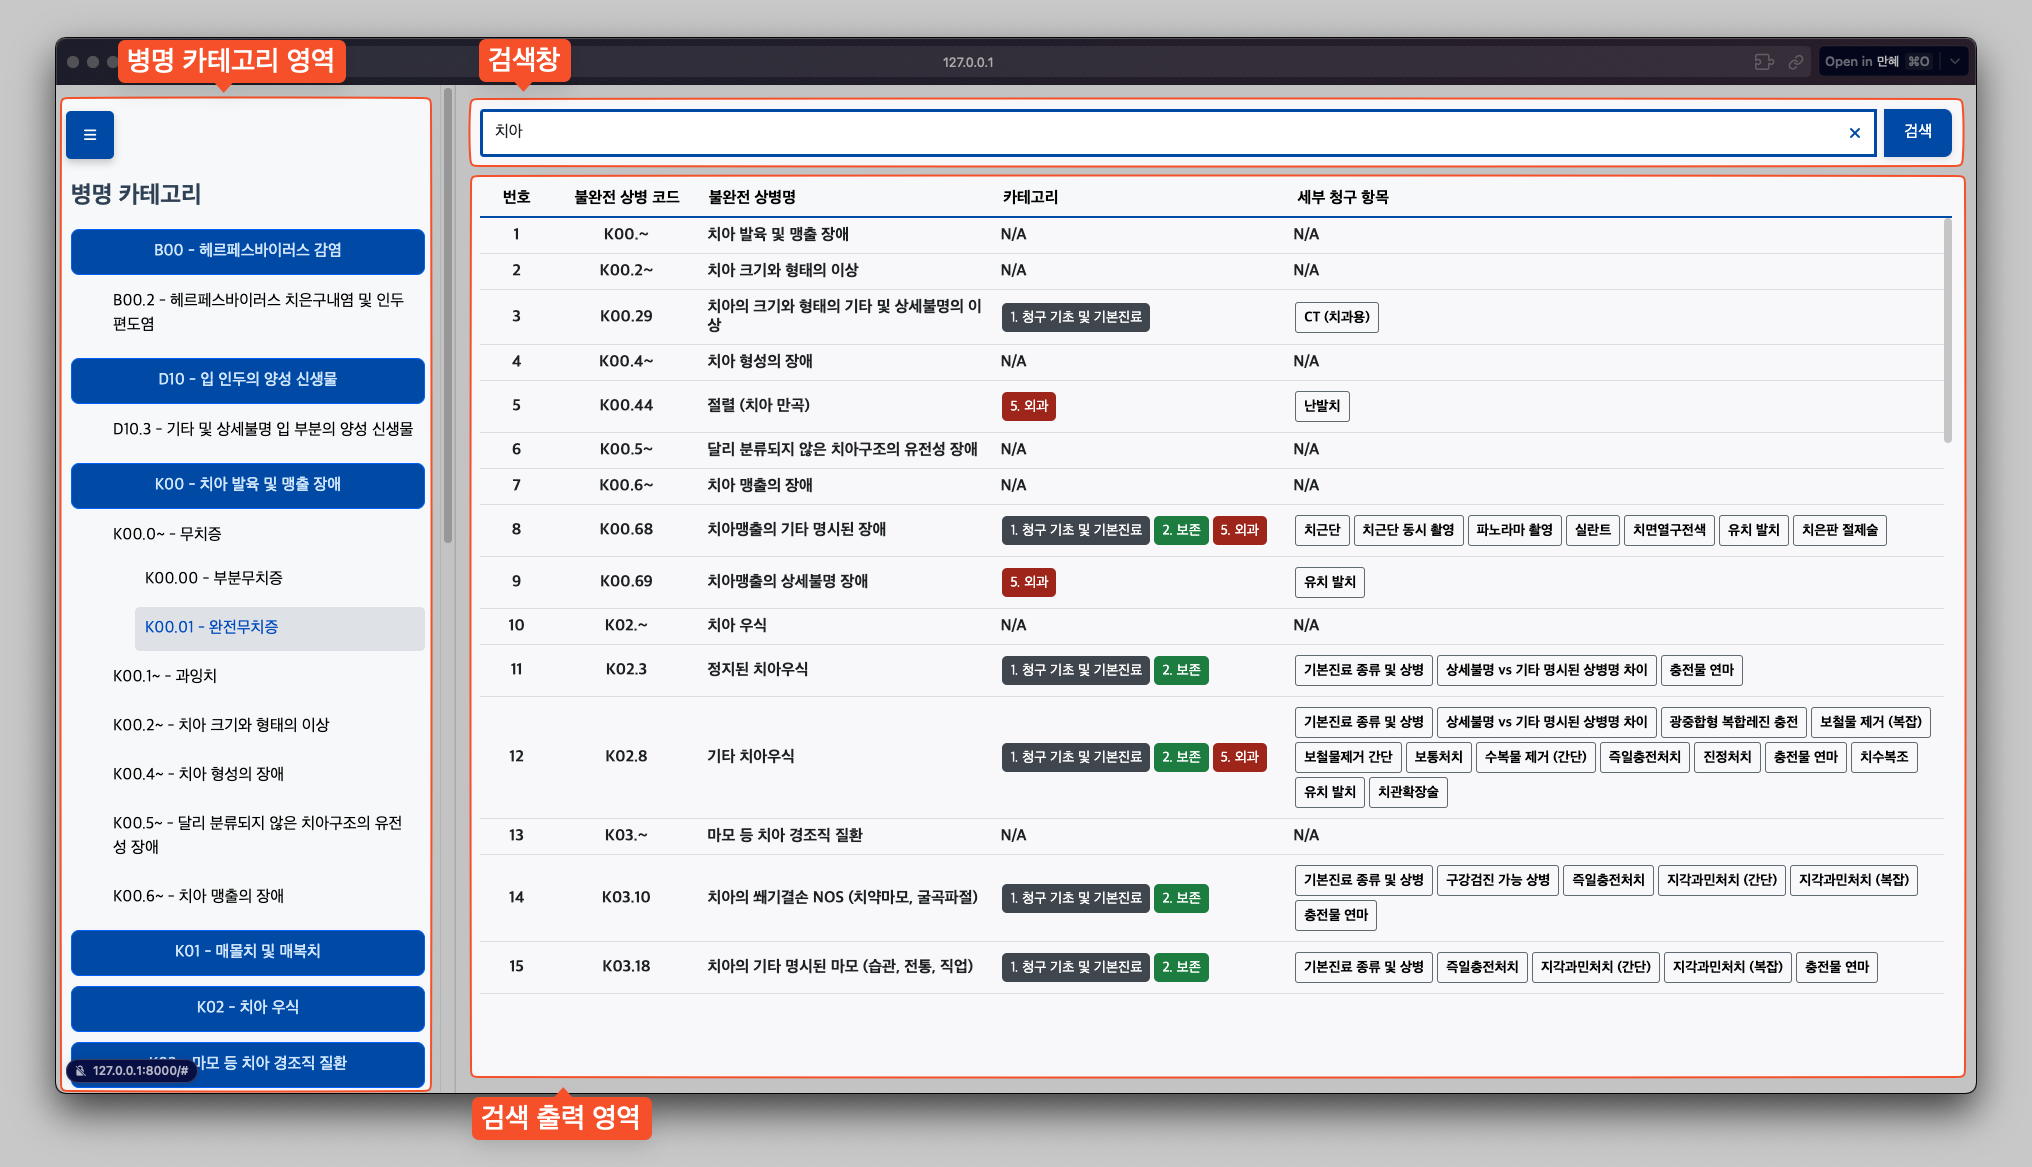 병명 카테고리 영역
검색창
127.0.0.1
Open in 만혜 ⌘O
치아
검색
병명 카테고리
B00 - 헤르페스바이러스 감염
B00.2 - 헤르페스바이러스 치은구내염 및 인두
편도염
D10 - 입 인두의 양성 신생물
D10.3 - 기타 및 상세불명 입 부분의 양성 신생물
K00 - 치아 발육 및 맹출 장애
K00.0~ - 무치증
K00.00 - 부분무치증
K00.01 - 완전무치증
K00.1~ - 과잉치
K00.2~ - 치아 크기와 형태의 이상
K00.4~ - 치아 형성의 장애
K00.5~ - 달리 분류되지 않은 치아구조의 유전
성 장애
K00.6~ - 치아 맹출의 장애
K01 - 매몰치 및 매복치
K02 - 치아 우식
마모 등 치아 경조직 질환
127.0.0.1:8000/#
번호 불완전 상병 코드 불완전 상병명 카테고리 세부 청구 항목
1 K00.~ 치아 발육 및 맹출 장애 N/A N/A
2 K00.2~ 치아 크기와 형태의 이상 N/A N/A
3 K00.29 치아의 크기와 형태의 기타 및 상세불명의 이
상 1. 청구 기초 및 기본진료 CT (치과용)
4 K00.4~ 치아 형성의 장애 N/A N/A
5 K00.44 절렬 (치아 만곡) 5. 외과 난발치
6 K00.5~ 달리 분류되지 않은 치아구조의 유전성 장애 N/A N/A
7 K00.6~ 치아 맹출의 장애 N/A N/A
8 K00.68 치아맹출의 기타 명시된 장애 1. 청구 기초 및 기본진료 2. 보존 5. 외과 치근단 치근단 동시 촬영 파노라마 촬영 실란트 치면열구전색 유치 발치 치은판 절제술
9 K00.69 치아맹출의 상세불명 장애 5. 외과 유치 발치
10 K02.~ 치아 우식 N/A N/A
11 K02.3 정지된 치아우식 1. 청구 기초 및 기본진료 2. 보존 기본진료 종류 및 상병 상세불명 vs 기타 명시된 상병명 차이 충전물 연마
12 K02.8 기타 치아우식 1. 청구 기초 및 기본진료 2. 보존 5. 외과 기본진료 종류 및 상병 상세불명 vs 기타 명시된 상병명 차이 광중합형 복합레진 충전 보철물 제거 (복잡)
보철물제거 간단 보통처치 수복물 제거 (간단) 즉일충전처치 진정처치 충전물 연마 치수복조
유치 발치 치관확장술
13 K03.~ 마모 등 치아 경조직 질환 N/A N/A
14 K03.10 치아의 쐐기결손 NOS (치약마모, 굴곡파절) 1. 청구 기초 및 기본진료 2. 보존 기본진료 종류 및 상병 구강검진 가능 상병 즉일충전처치 지각과민처치 (간단) 지각과민처치 (복잡)
충전물 연마
15 K03.18 치아의 기타 명시된 마모 (습관, 전통, 직업) 1. 청구 기초 및 기본진료 2. 보존 기본진료 종류 및 상병 즉일충전처치 지각과민처치 (간단) 지각과민처치 (복잡) 충전물 연마
검색 출력 영역